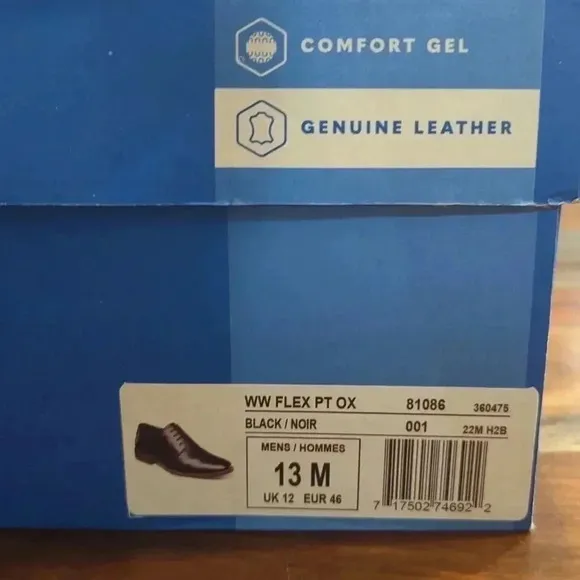 COMFORT GEL
GENUINE LEATHER
WW FLEX PT OX 81086 360475
BLACK / NOIR 001 22M H2B
MENS / HOMMES
13 M
UK 12 EUR 46
7 17502 74692 2